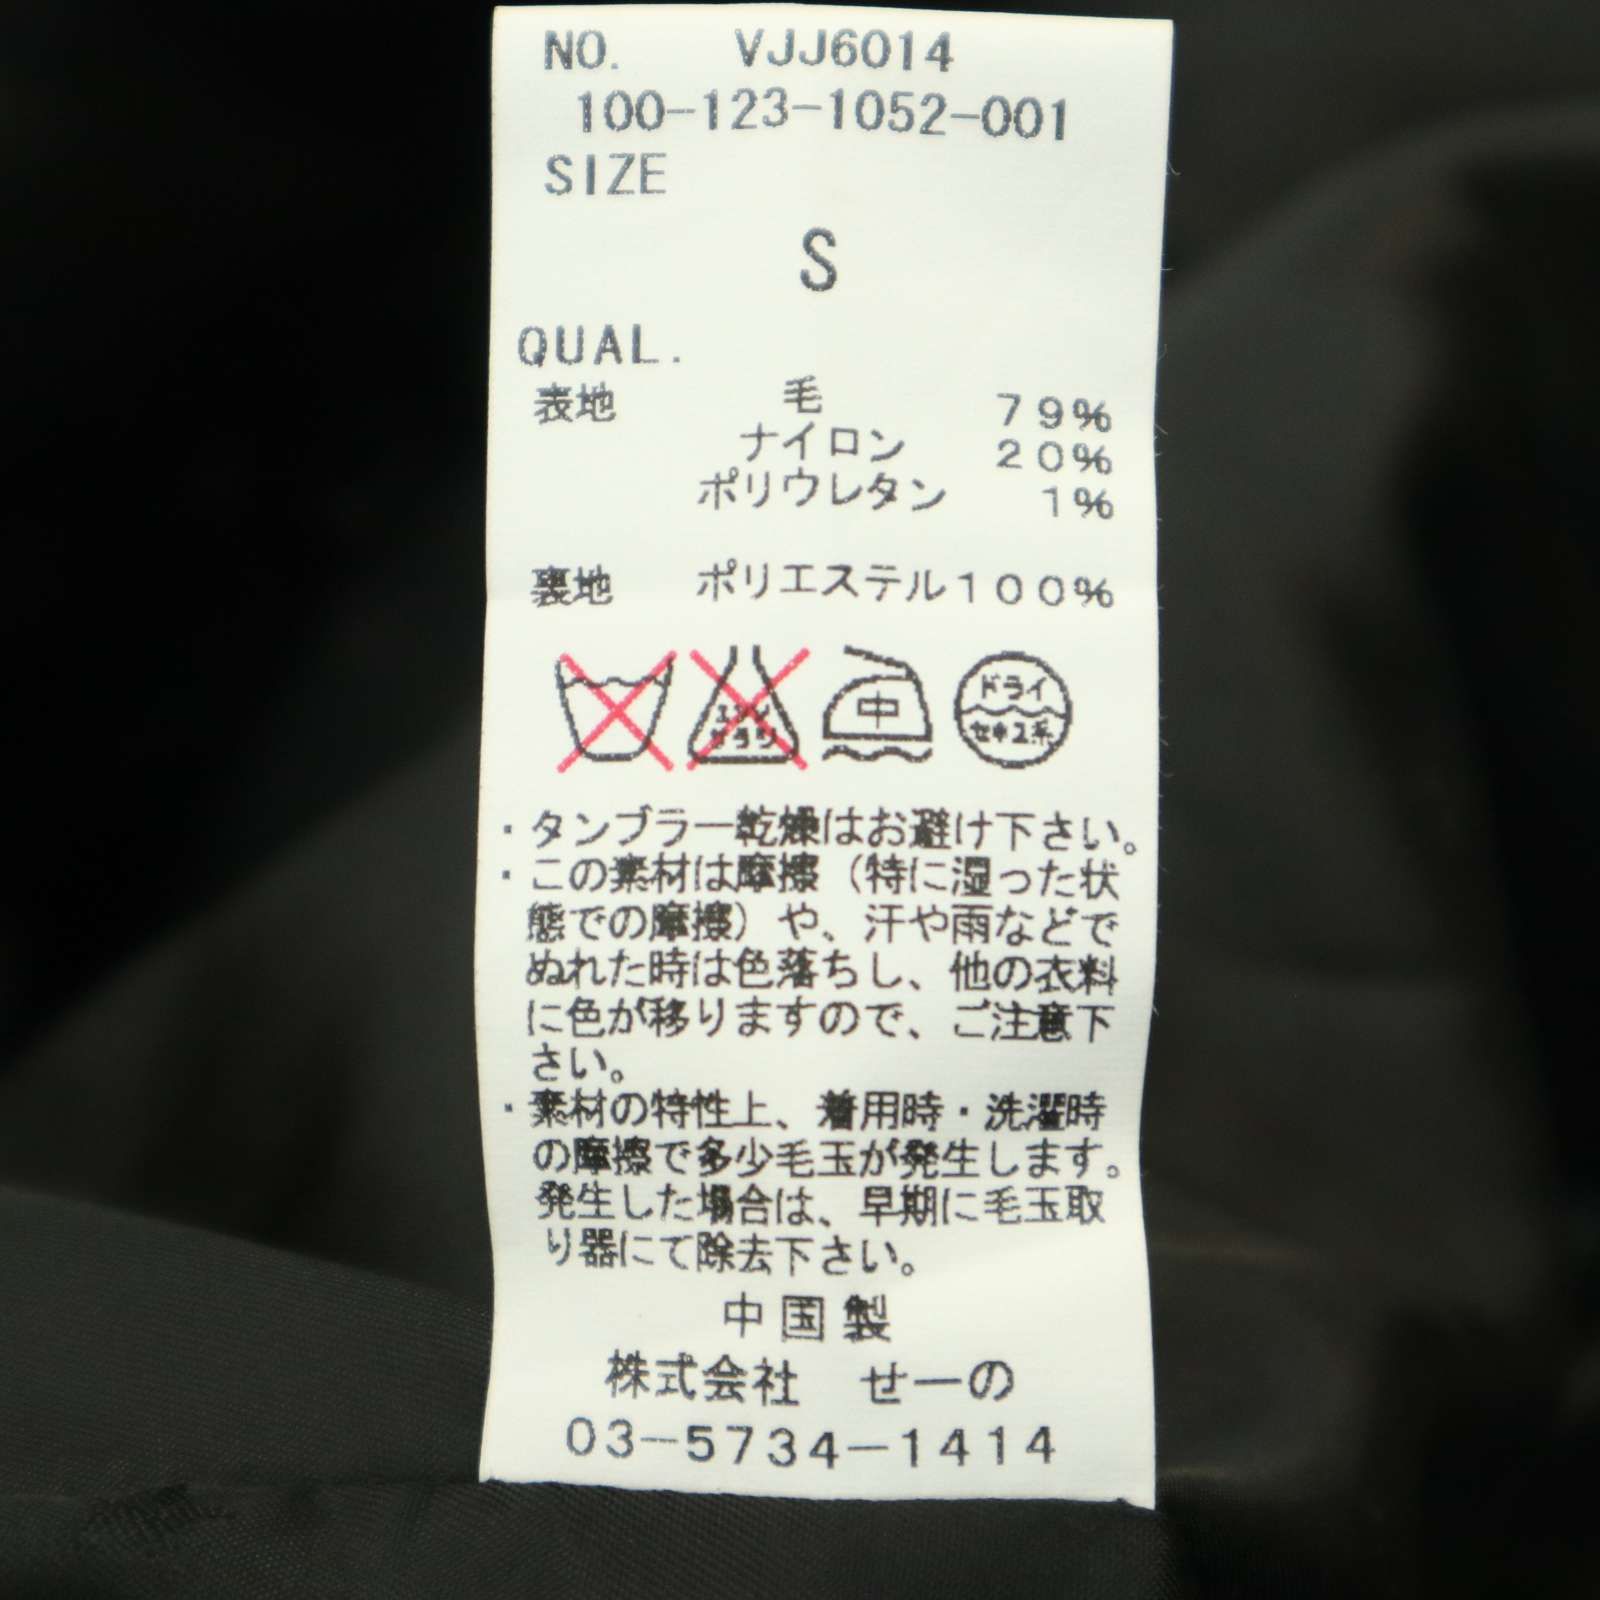 NO. VJJ6014
100-123-1052-001
SIZE
S
QUAL.
表地 毛 79%
ナイロン 20%
ポリウレタン 1%
裏地 ポリエステル100%
エンソ サラシ 中 ドライ セキユ系
・タンブラー乾燥はお避け下さい。
・この素材は摩擦(特に湿った状
態での摩擦)や、汗や雨などで
ぬれた時は色落ちし、他の衣料
に色が移りますので、ご注意下
さい。
・素材の特性上、着用時・洗濯時
の摩擦で多少毛玉が発生します。
発生した場合は、早期に毛玉取
り器にて除去下さい。
中国製
株式会社 せーの
03-5734-1414